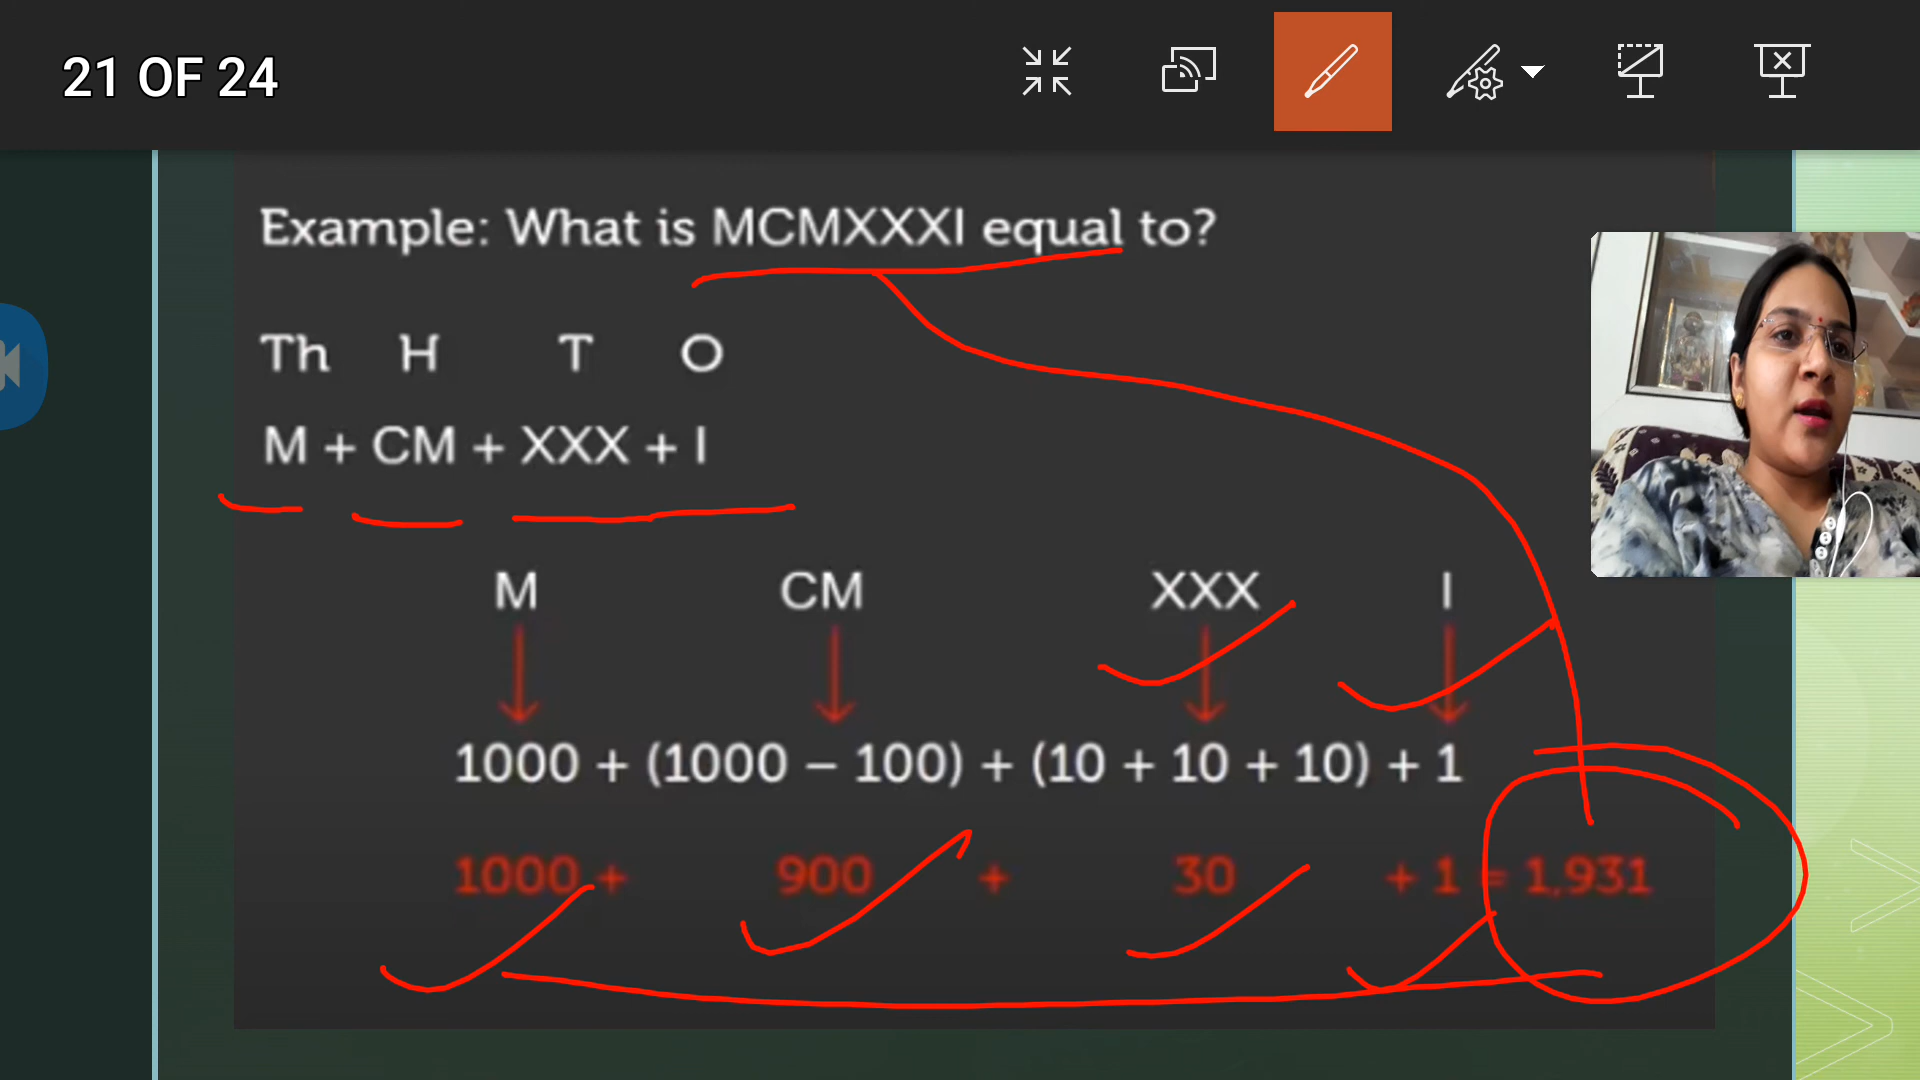 21 OF 24
Example: What is MCMXXXI equal to?
Th H T O
M + CM + XXX + I
M CM XXX I
1000 + (1000 − 100) + (10 + 10 + 10) + 1
1000 + 900 + 30 + 1 = 1,931